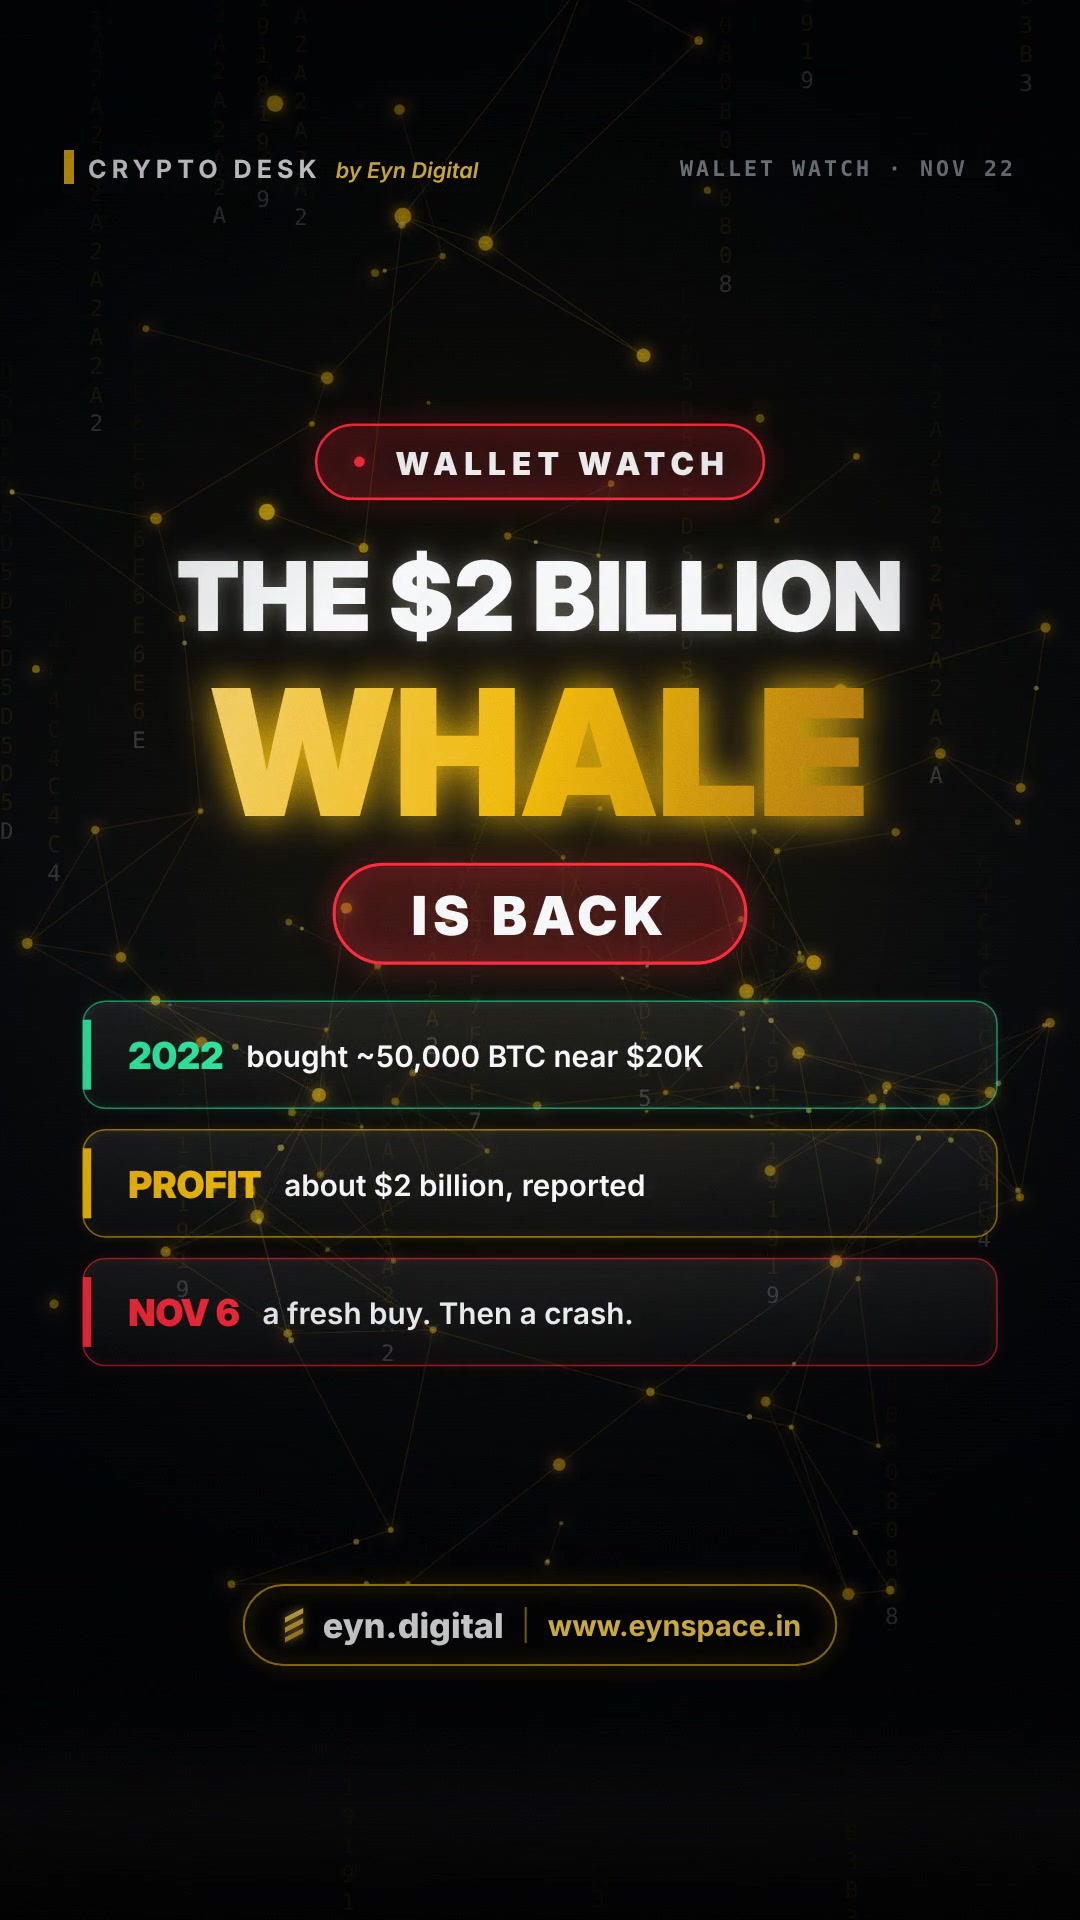 CRYPTO DESK by Eyn Digital
WALLET WATCH · NOV 22
WALLET WATCH
THE $2 BILLION
WHALE
IS BACK
2022 bought ~50,000 BTC near $20K
PROFIT about $2 billion, reported
NOV 6 a fresh buy. Then a crash.
eyn.digital | www.eynspace.in